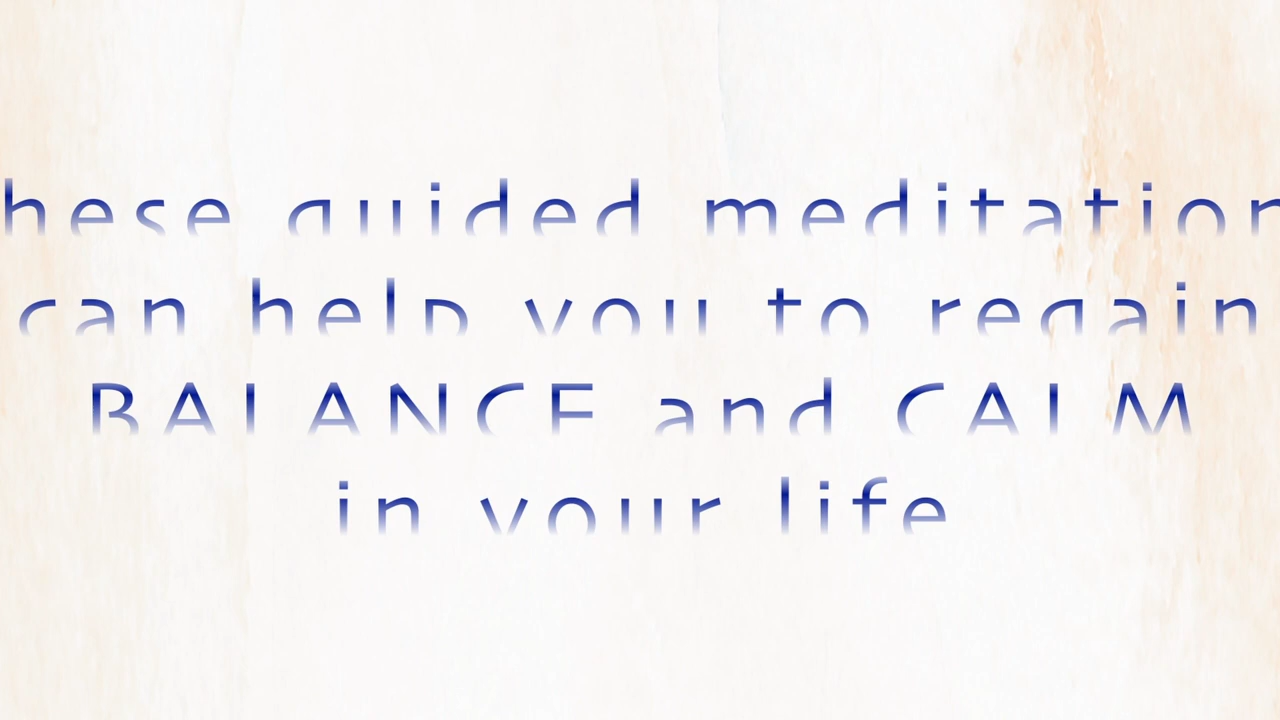 hese guided meditation
can help you to regain
BALANCE and CALM
in your life